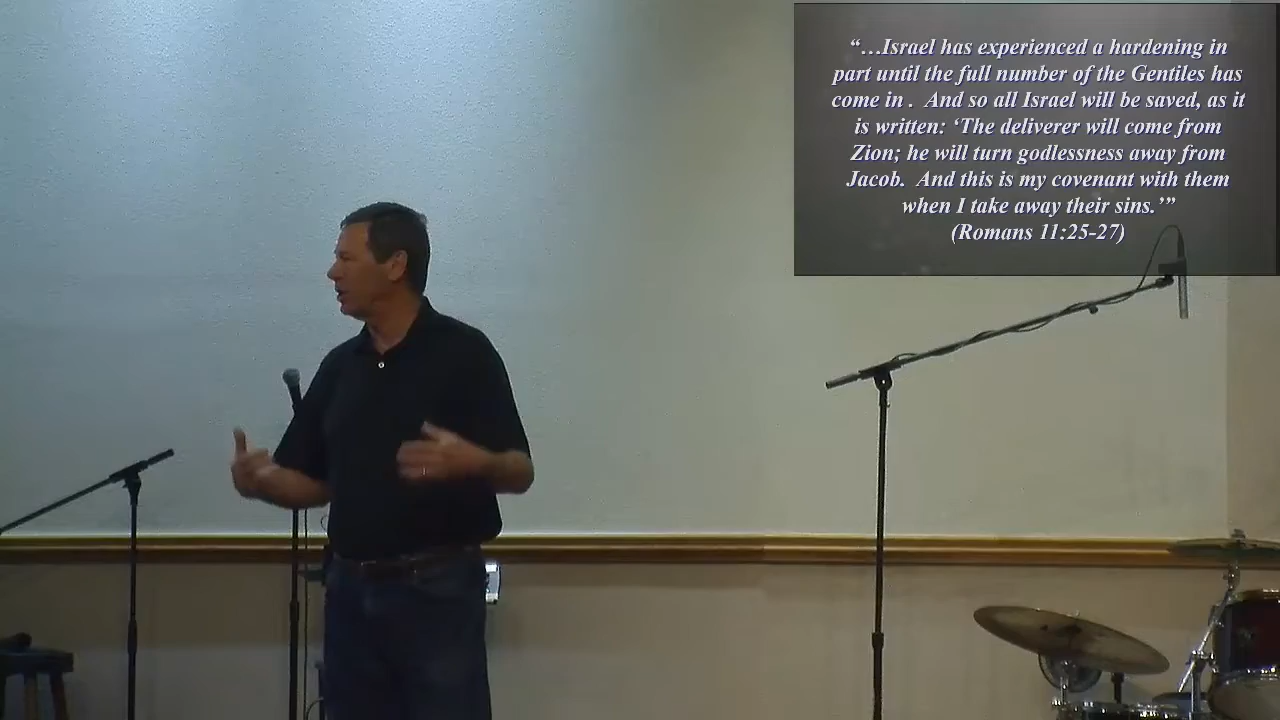 “…Israel has experienced a hardening in
part until the full number of the Gentiles has
come in .  And so all Israel will be saved, as it
is written: ‘The deliverer will come from
Zion; he will turn godlessness away from
Jacob.  And this is my covenant with them
when I take away their sins.’”
(Romans 11:25-27)